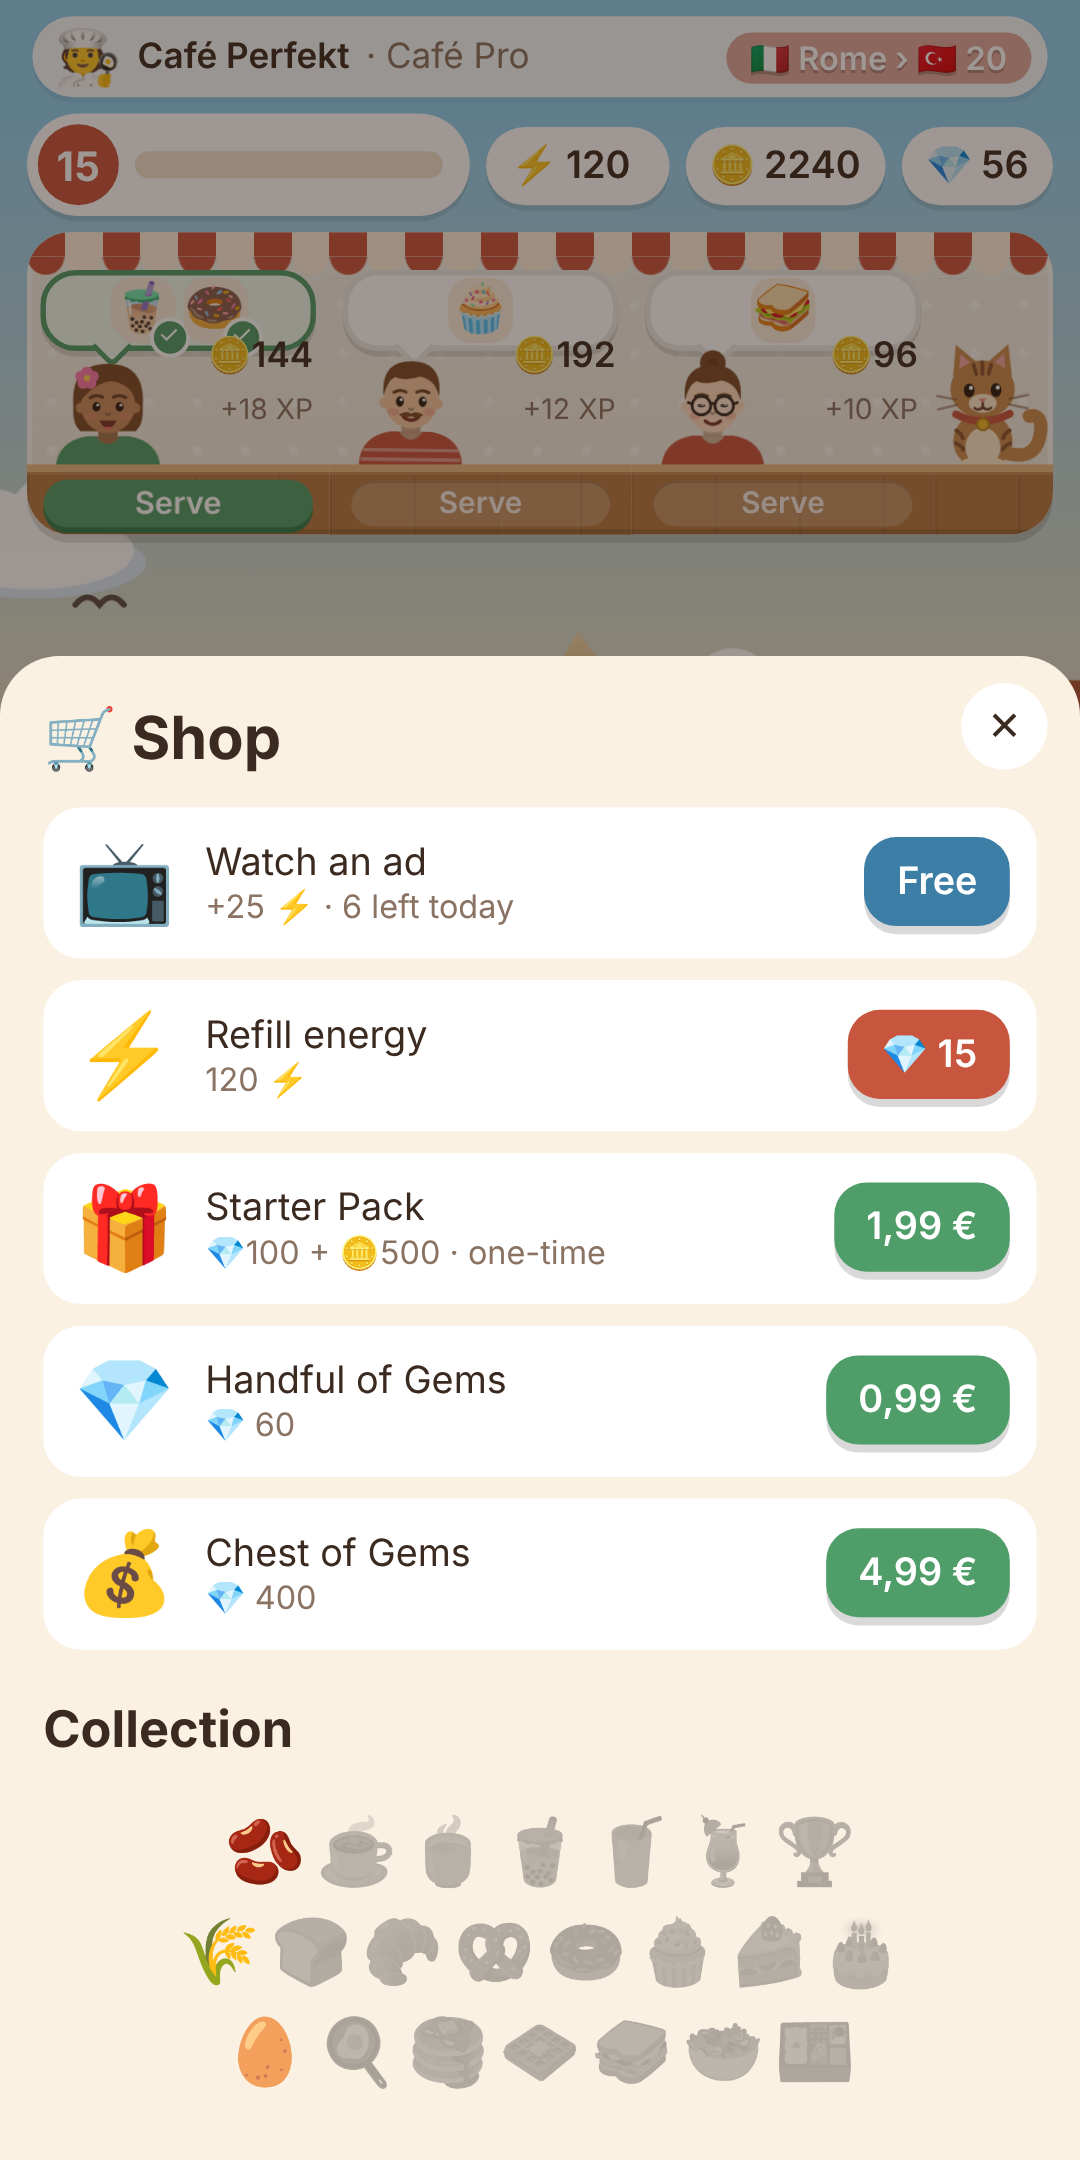 Café Perfekt · Café Pro
Rome › 20
15
120
2240
56
144
+18 XP
192
+12 XP
96
+10 XP
Serve
Serve
Serve
Shop
✕
Watch an ad
+25 ⚡ · 6 left today
Free
Refill energy
120 ⚡
15
Starter Pack
💎100 + 🪙500 · one-time
1,99 €
Handful of Gems
💎 60
0,99 €
Chest of Gems
💎 400
4,99 €
Collection